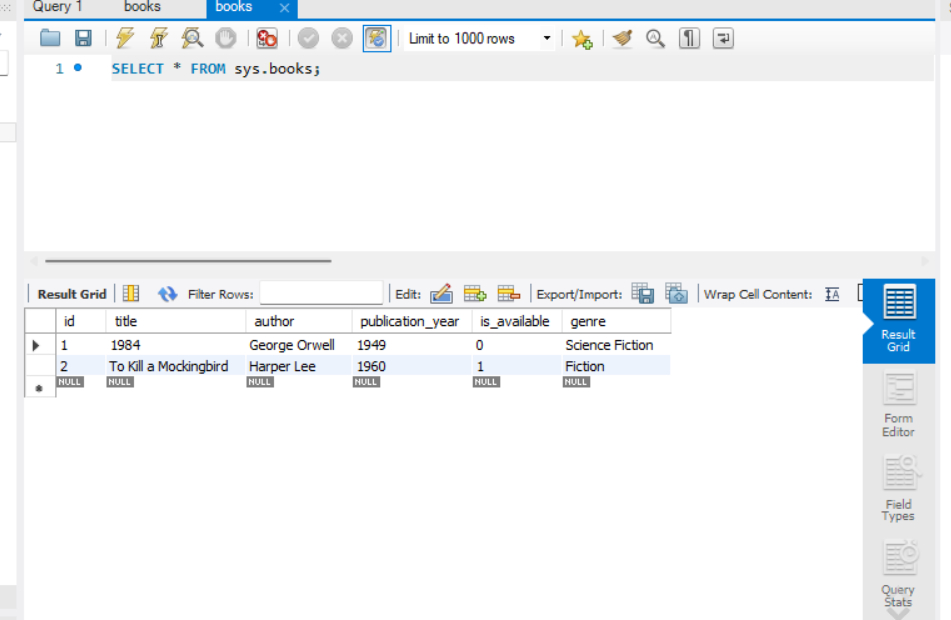 Query 1 books books
Limit to 1000 rows
1 SELECT * FROM sys.books;
Result Grid Filter Rows: Edit: Export/Import: Wrap Cell Content:
id title author publication_year is_available genre
1 1984 George Orwell 1949 0 Science Fiction
2 To Kill a Mockingbird Harper Lee 1960 1 Fiction
NULL NULL NULL NULL NULL NULL
Result
Grid
Form
Editor
Field
Types
Query
Stats